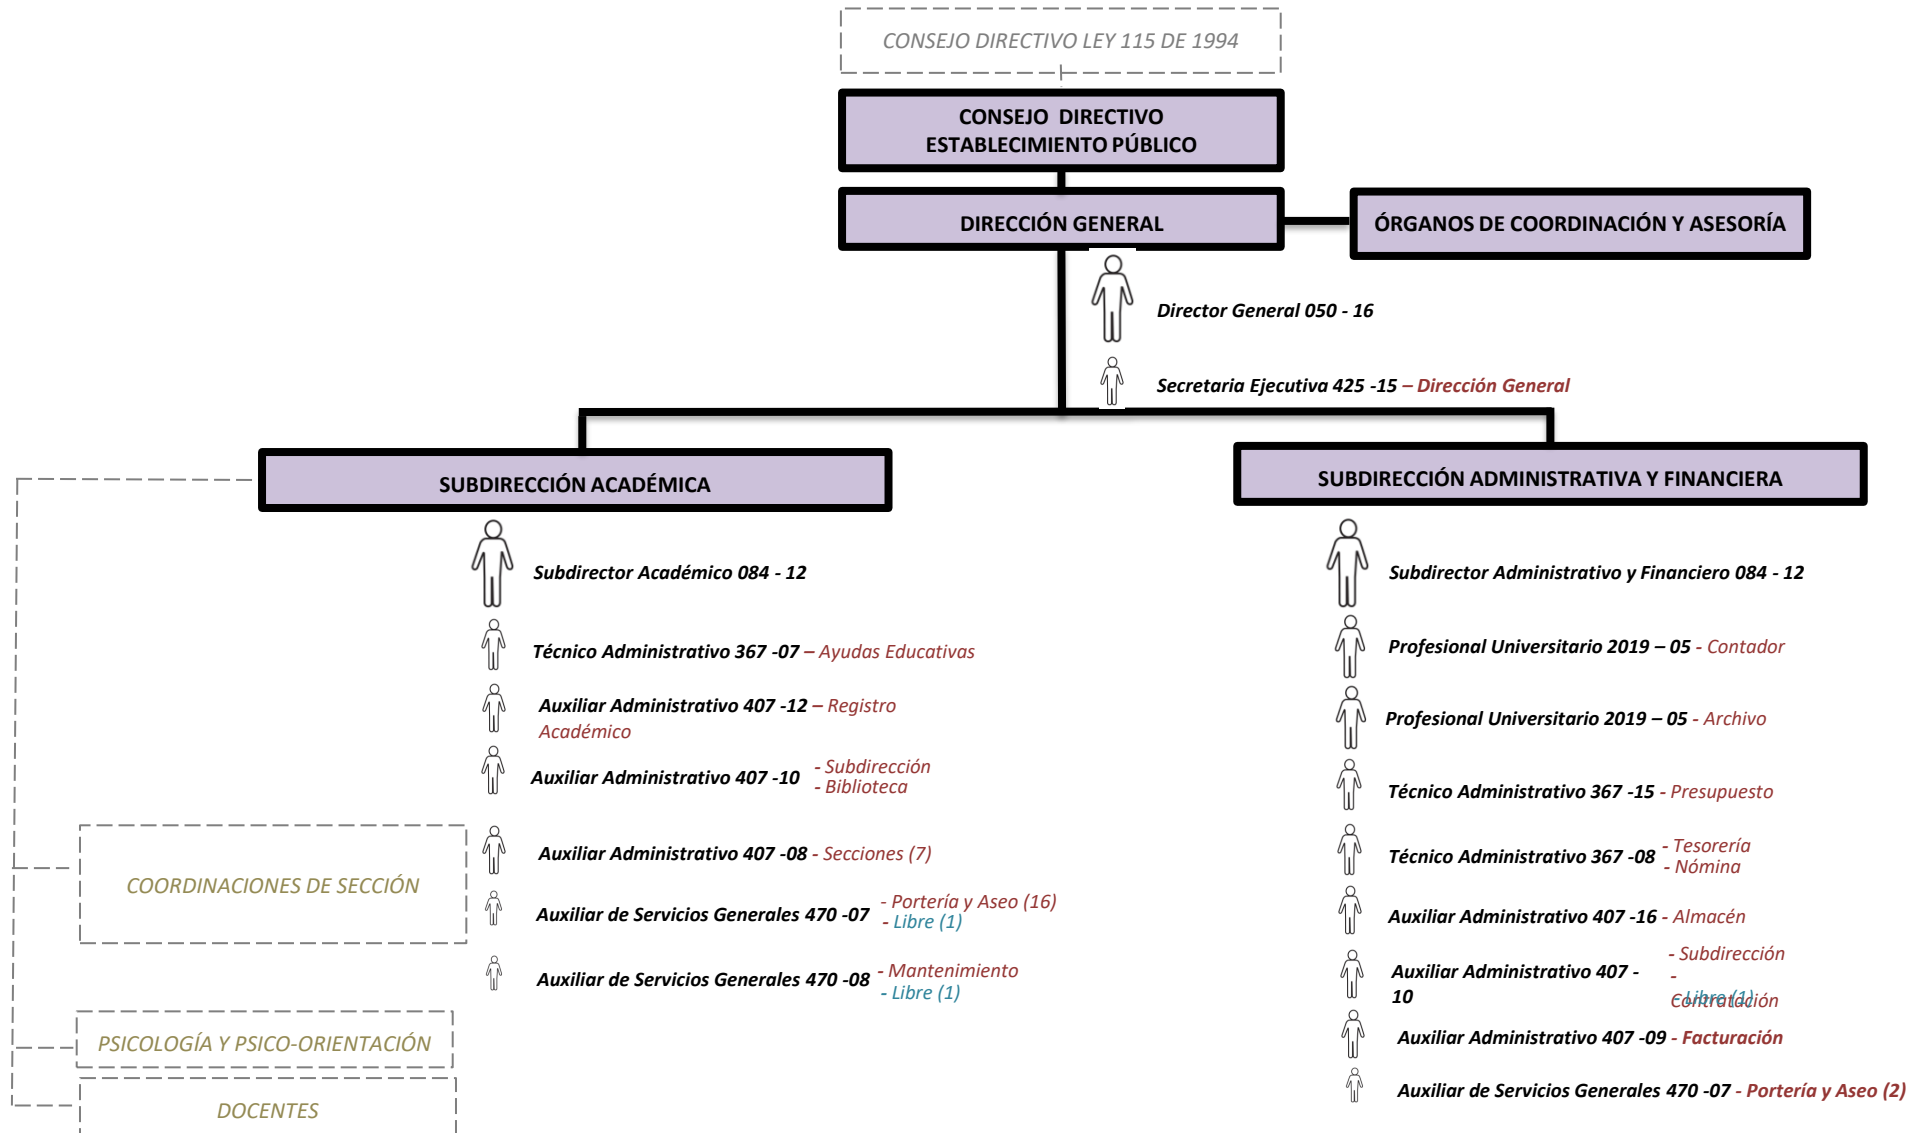 CONSEJO DIRECTIVO LEY 115 DE 1994
CONSEJO DIRECTIVO
ESTABLECIMIENTO PÚBLICO
DIRECCIÓN GENERAL
ÓRGANOS DE COORDINACIÓN Y ASESORÍA
Director General 050 - 16
Secretaria Ejecutiva 425 -15 – Dirección General
SUBDIRECCIÓN ACADÉMICA
Subdirector Académico 084 - 12
Técnico Administrativo 367 -07 – Ayudas Educativas
Auxiliar Administrativo 407 -12 – Registro
Académico
Auxiliar Administrativo 407 -10
- Subdirección
- Biblioteca
Auxiliar Administrativo 407 -08 - Secciones (7)
Auxiliar de Servicios Generales 470 -07
- Portería y Aseo (16)
- Libre (1)
Auxiliar de Servicios Generales 470 -08
- Mantenimiento
- Libre (1)
COORDINACIONES DE SECCIÓN
PSICOLOGÍA Y PSICO-ORIENTACIÓN
DOCENTES
SUBDIRECCIÓN ADMINISTRATIVA Y FINANCIERA
Subdirector Administrativo y Financiero 084 - 12
Profesional Universitario 2019 – 05 - Contador
Profesional Universitario 2019 – 05 - Archivo
Técnico Administrativo 367 -15 - Presupuesto
Técnico Administrativo 367 -08
- Tesorería
- Nómina
Auxiliar Administrativo 407 -16 - Almacén
Auxiliar Administrativo 407 -
10
- Subdirección
-
Contratación
- Libre (1)
Auxiliar Administrativo 407 -09 - Facturación
Auxiliar de Servicios Generales 470 -07 - Portería y Aseo (2)